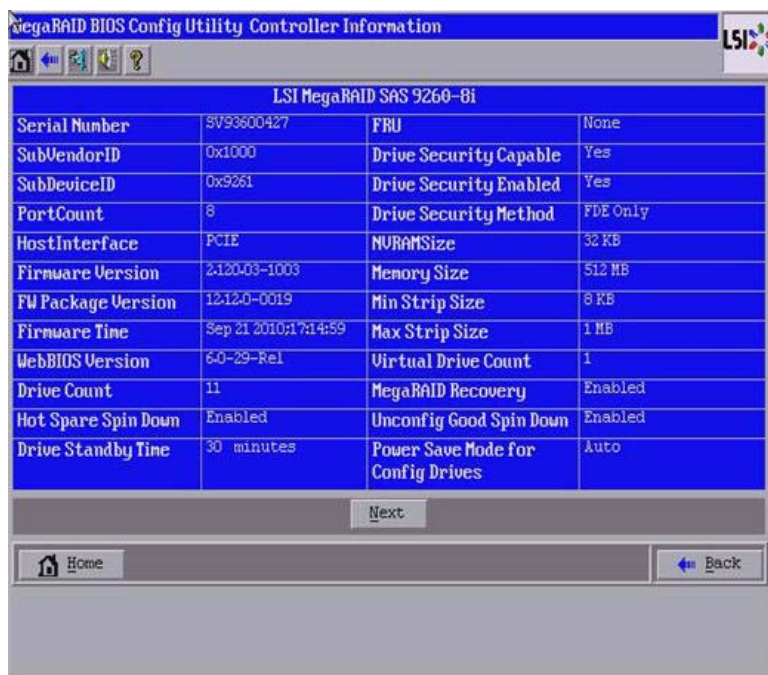 MegaRAID BIOS Config Utility Controller Information
LSI
LSI MegaRAID SAS 9260-8i
Serial Number SV93600427 FRU None
SubVendorID 0x1000 Drive Security Capable Yes
SubDeviceID 0x9261 Drive Security Enabled Yes
PortCount 8 Drive Security Method FDE Only
HostInterface PCIE NVRAMSize 32 KB
Firmware Version 2.120.03-1003 Memory Size 512 MB
FW Package Version 12.12.0-0019 Min Strip Size 8 KB
Firmware Time Sep 21 2010;17:14:59 Max Strip Size 1 MB
WebBIOS Version 6.0-29-Rel Virtual Drive Count 1
Drive Count 11 MegaRAID Recovery Enabled
Hot Spare Spin Down Enabled Unconfig Good Spin Down Enabled
Drive Standby Time 30 minutes Power Save Mode for Auto
Config Drives
Next
Home Back